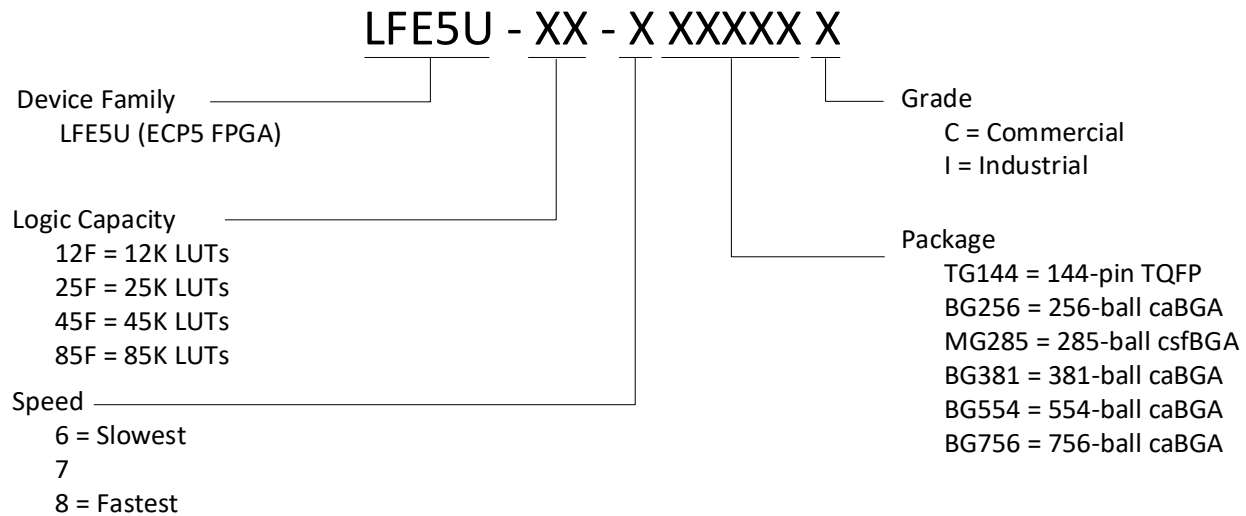 LFE5U - XX - X XXXXX X
Device Family
LFE5U (ECP5 FPGA)
Logic Capacity
12F = 12K LUTs
25F = 25K LUTs
45F = 45K LUTs
85F = 85K LUTs
Speed
6 = Slowest
7
8 = Fastest
Grade
C = Commercial
I = Industrial
Package
TG144 = 144-pin TQFP
BG256 = 256-ball caBGA
MG285 = 285-ball csfBGA
BG381 = 381-ball caBGA
BG554 = 554-ball caBGA
BG756 = 756-ball caBGA